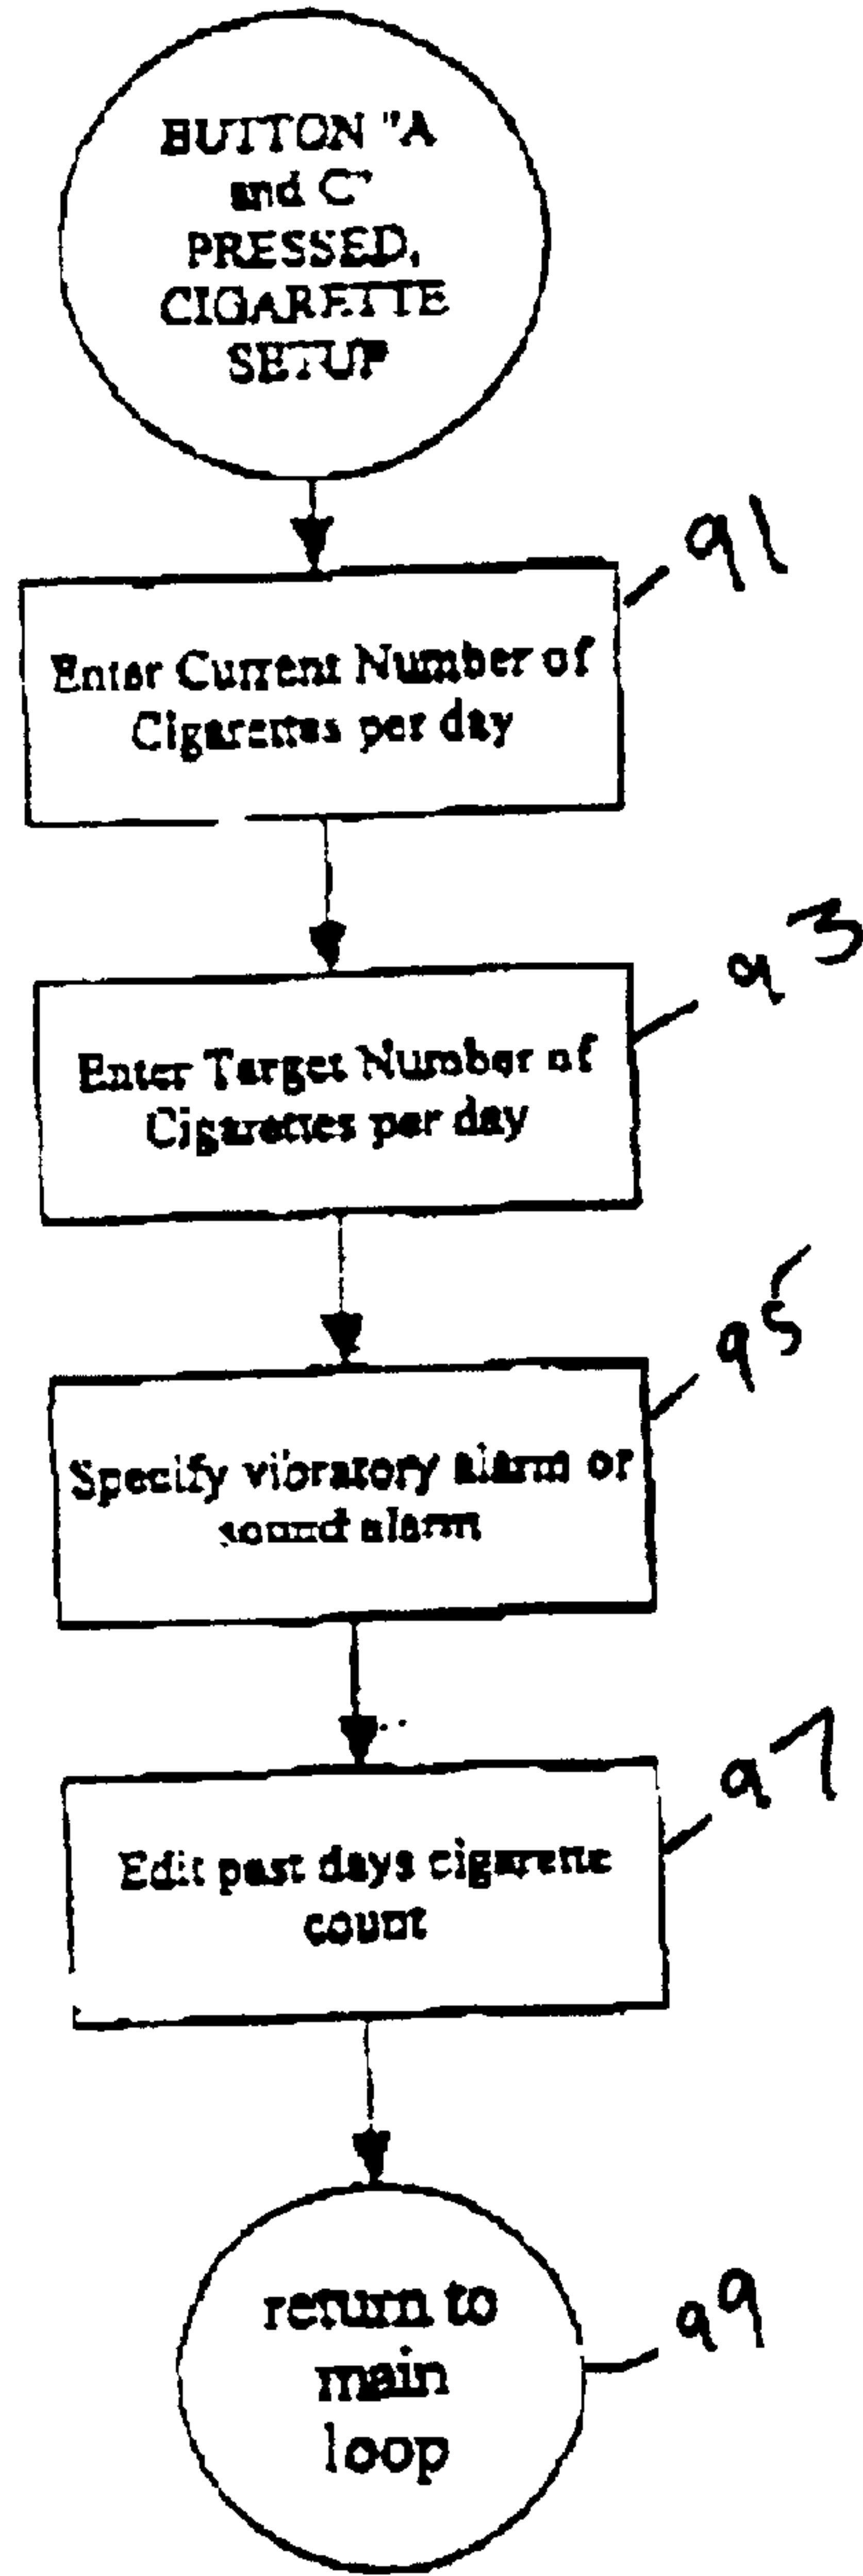 BUTTON "A
and C"
PRESSED,
CIGARETTE
SETUP
91
Enter Current Number of
Cigarettes per day
93
Enter Target Number of
Cigarettes per day
95
Specify vibratory alarm or
sound alarm
97
Edit past days cigarette
count
return to
main
loop
99